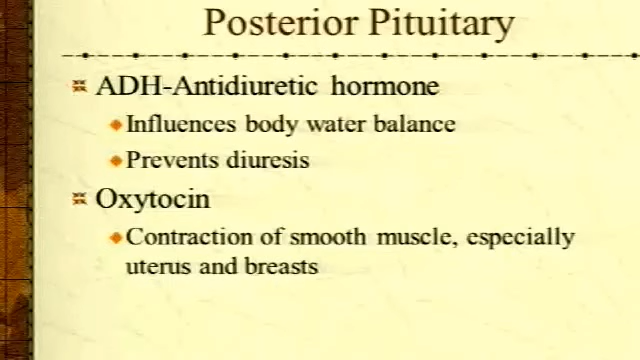 Posterior Pituitary
ADH-Antidiuretic hormone
Influences body water balance
Prevents diuresis
Oxytocin
Contraction of smooth muscle, especially
uterus and breasts